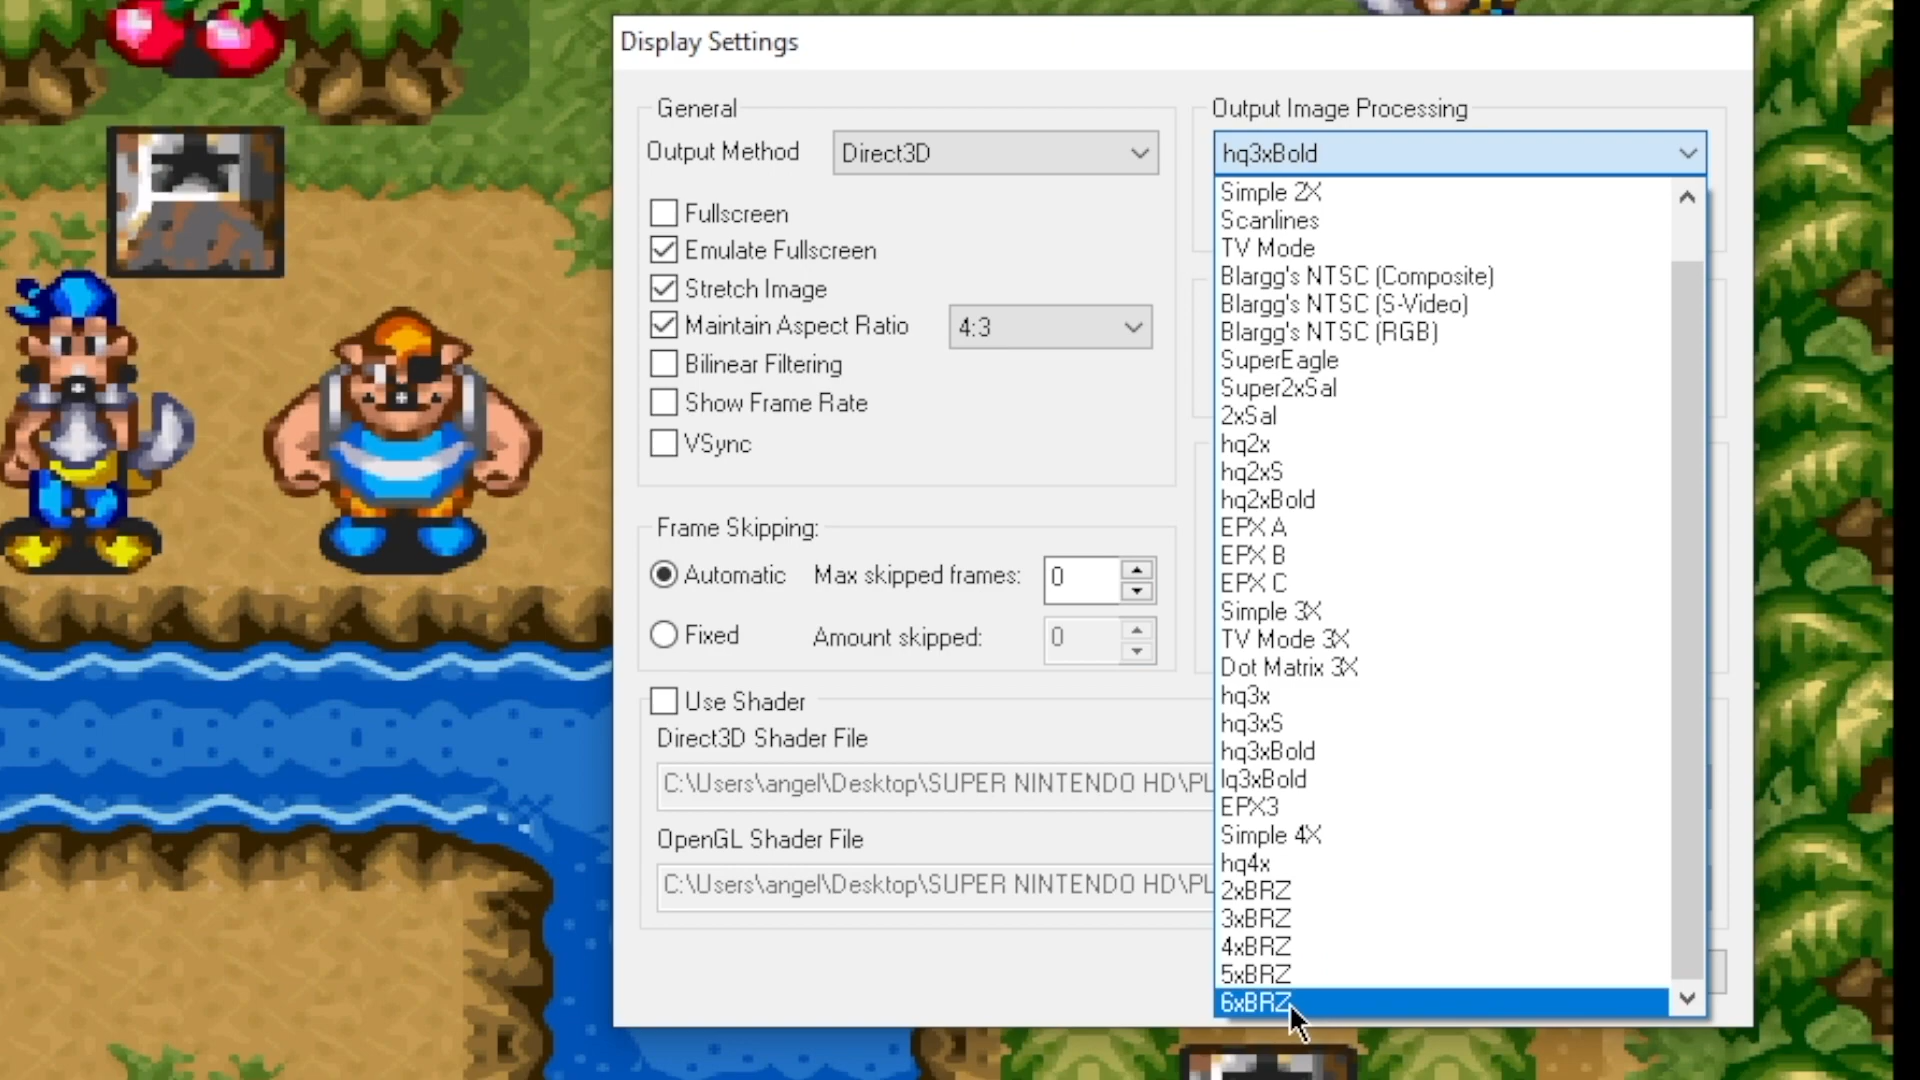 Display Settings
General
Output Method
Direct3D
Fullscreen
Emulate Fullscreen
Stretch Image
Maintain Aspect Ratio
4:3
Bilinear Filtering
Show Frame Rate
VSync
Frame Skipping:
Automatic
Max skipped frames:
0
Fixed
Amount skipped:
0
Use Shader
Direct3D Shader File
C:\Users\angel\Desktop\SUPER NINTENDO HD\PL
OpenGL Shader File
C:\Users\angel\Desktop\SUPER NINTENDO HD\PL
Output Image Processing
hq3xBold
Simple 2X
Scanlines
TV Mode
Blargg's NTSC (Composite)
Blargg's NTSC (S-Video)
Blargg's NTSC (RGB)
SuperEagle
Super2xSaI
2xSaI
hq2x
hq2xS
hq2xBold
EPX A
EPX B
EPX C
Simple 3X
TV Mode 3X
Dot Matrix 3X
hq3x
hq3xS
hq3xBold
lq3xBold
EPX3
Simple 4X
hq4x
2xBRZ
3xBRZ
4xBRZ
5xBRZ
6xBRZ